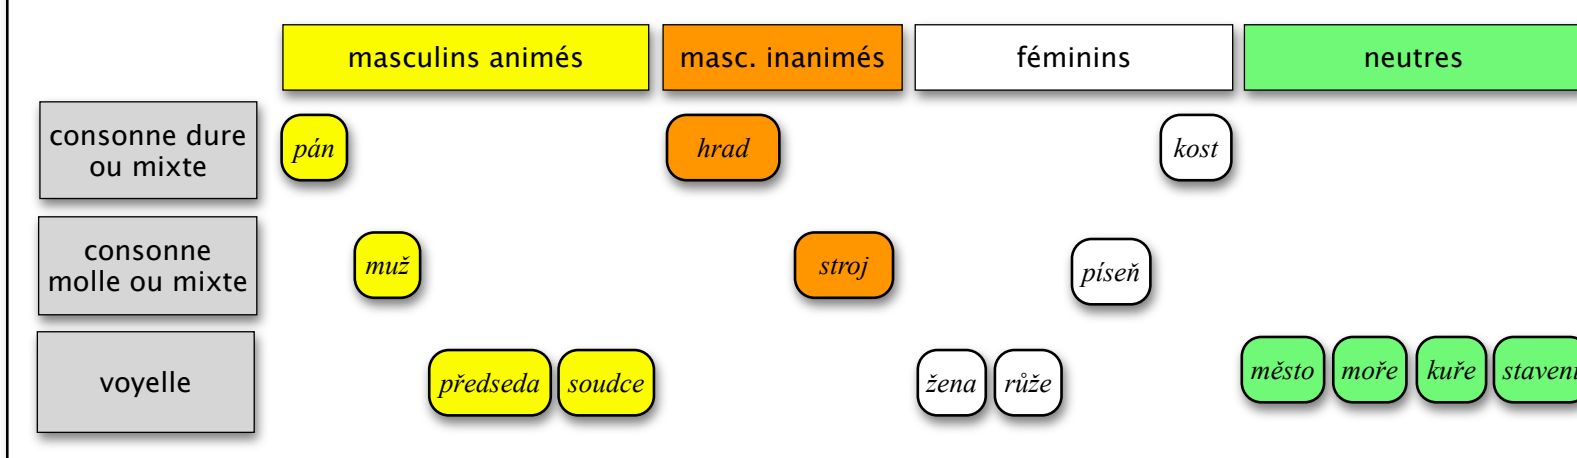 masculins animés masc. inanimés féminins neutres
consonne dure
ou mixte
pán hrad kost
consonne
molle ou mixte
muž stroj píseň
voyelle
předseda soudce žena růže město moře kuře stavení